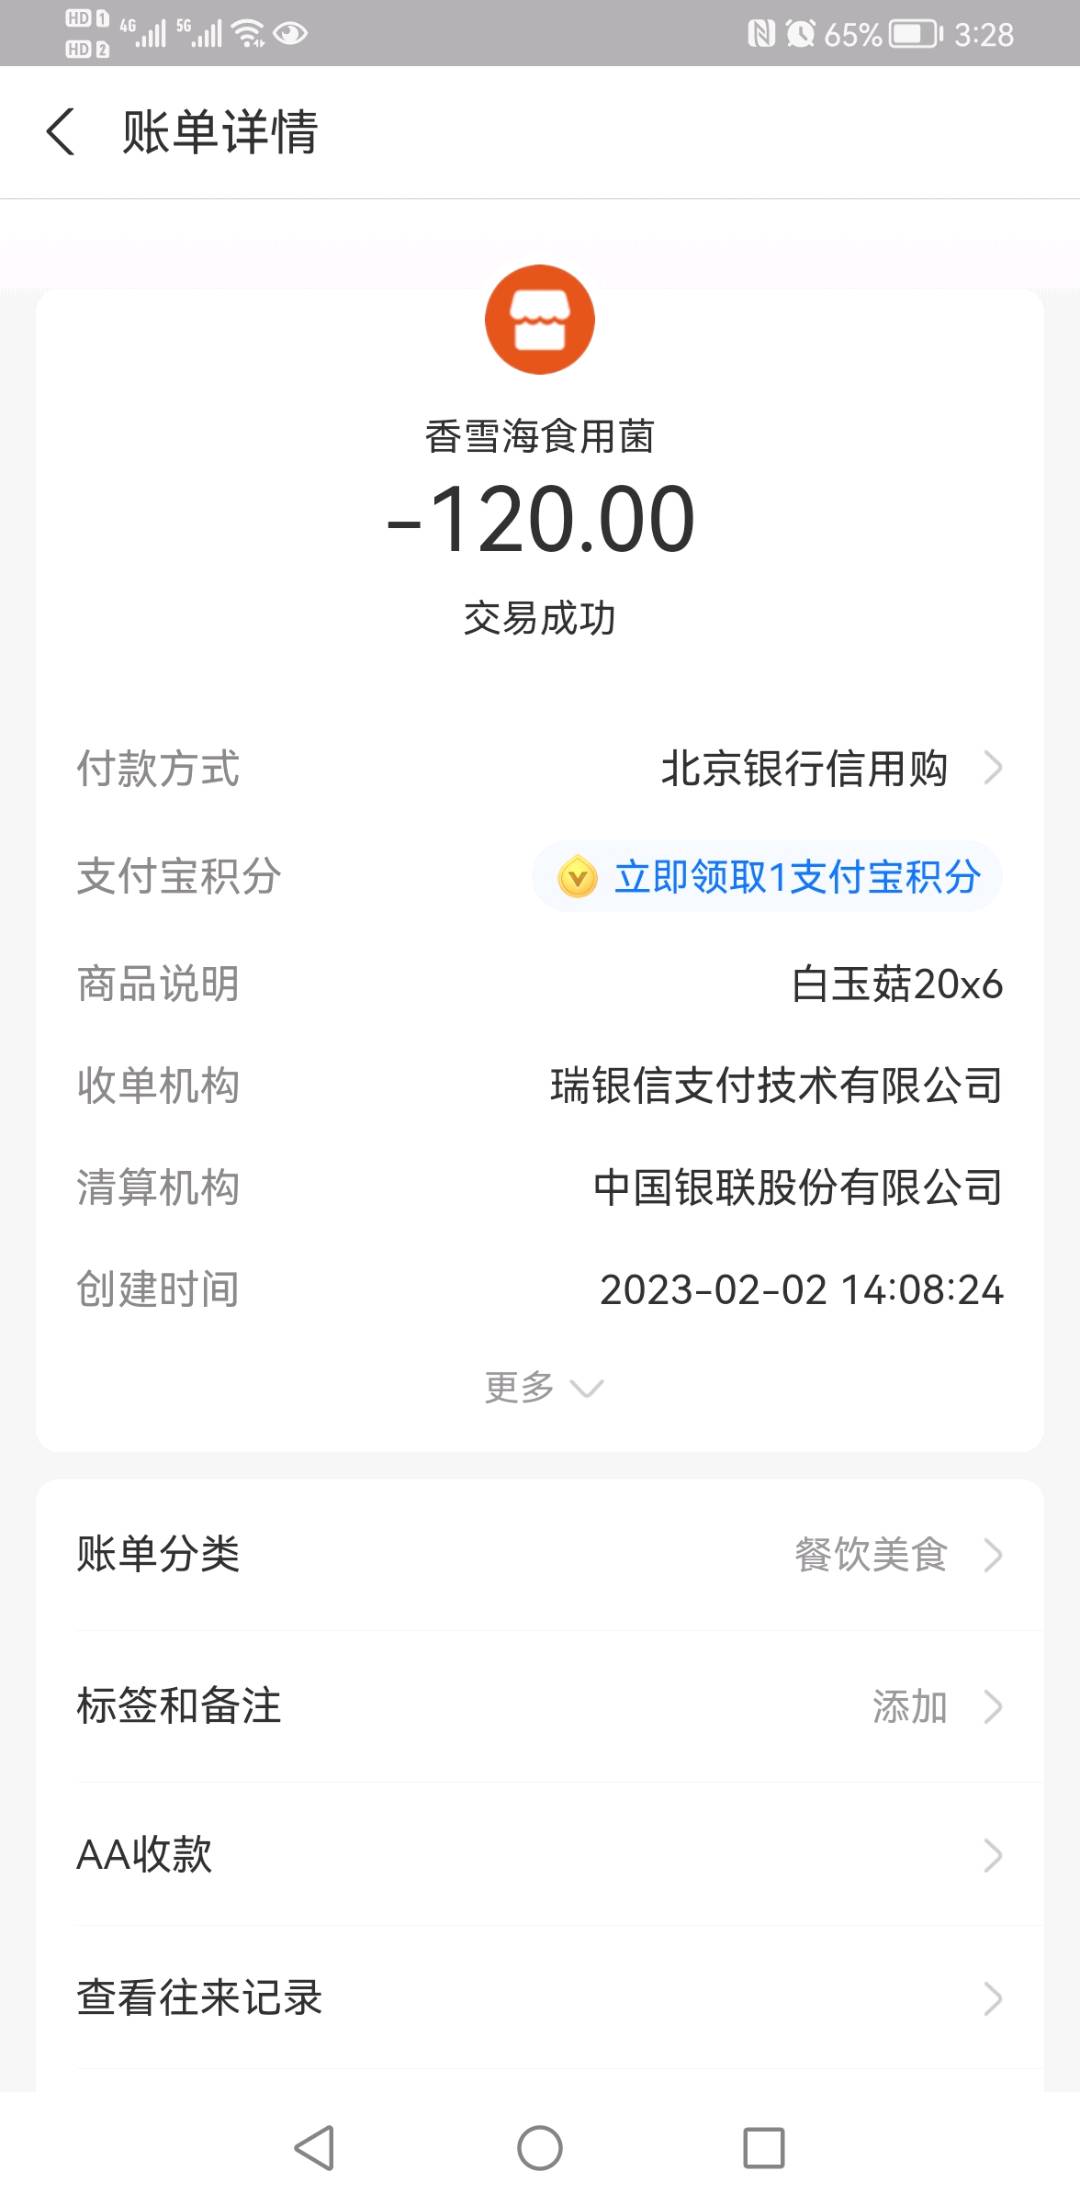 HD 1 4G 5G 65% 3:28
HD 2
账单详情
香雪海食用菌
-120.00
交易成功
付款方式 北京银行信用购
支付宝积分 立即领取1支付宝积分
商品说明 白玉菇20x6
收单机构 瑞银信支付技术有限公司
清算机构 中国银联股份有限公司
创建时间 2023-02-02 14:08:24
更多
账单分类 餐饮美食
标签和备注 添加
AA收款
查看往来记录